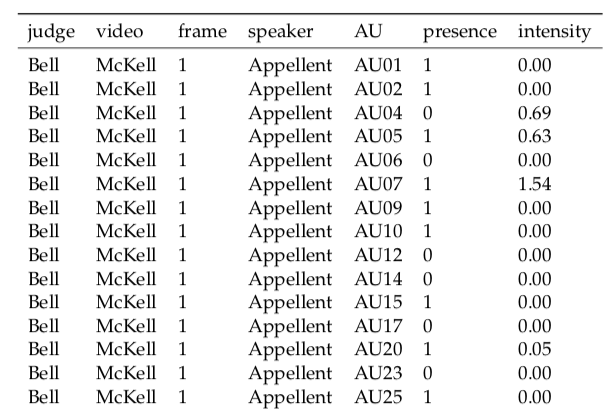 judge video frame speaker AU presence intensity
Bell McKell 1 Appellent AU01 1 0.00
Bell McKell 1 Appellent AU02 1 0.00
Bell McKell 1 Appellent AU04 0 0.69
Bell McKell 1 Appellent AU05 1 0.63
Bell McKell 1 Appellent AU06 0 0.00
Bell McKell 1 Appellent AU07 1 1.54
Bell McKell 1 Appellent AU09 1 0.00
Bell McKell 1 Appellent AU10 1 0.00
Bell McKell 1 Appellent AU12 0 0.00
Bell McKell 1 Appellent AU14 0 0.00
Bell McKell 1 Appellent AU15 1 0.00
Bell McKell 1 Appellent AU17 0 0.00
Bell McKell 1 Appellent AU20 1 0.05
Bell McKell 1 Appellent AU23 0 0.00
Bell McKell 1 Appellent AU25 1 0.00